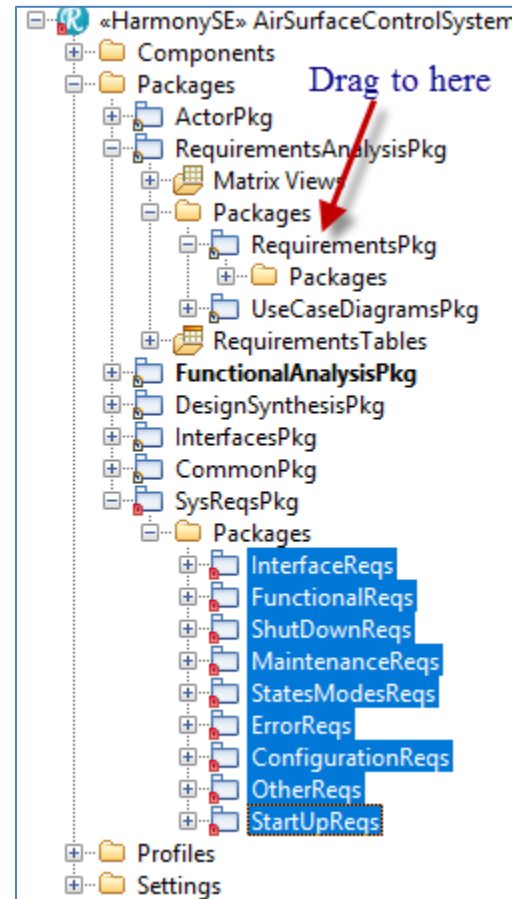 «HarmonySE» AirSurfaceControlSystem
Components
Packages
Drag to here
ActorPkg
RequirementsAnalysisPkg
Matrix Views
Packages
RequirementsPkg
Packages
UseCaseDiagramsPkg
RequirementsTables
FunctionalAnalysisPkg
DesignSynthesisPkg
InterfacesPkg
CommonPkg
SysReqsPkg
Packages
InterfaceReqs
FunctionalReqs
ShutDownReqs
MaintenanceReqs
StatesModesReqs
ErrorReqs
ConfigurationReqs
OtherReqs
StartUpReqs
Profiles
Settings